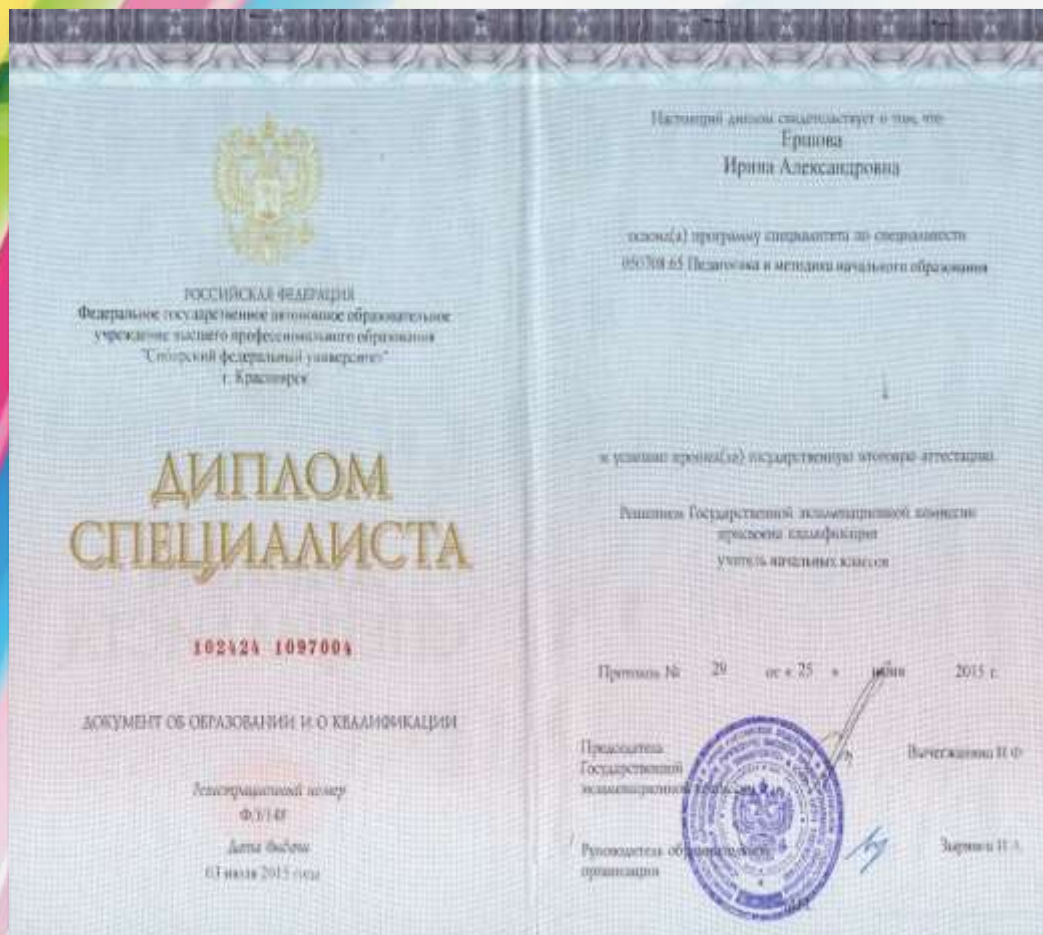 РОССИЙСКАЯ ФЕДЕРАЦИЯ
Федеральное государственное автономное образовательное
учреждение высшего профессионального образования
"Сибирский федеральный университет"
г. Красноярск
ДИПЛОМ
СПЕЦИАЛИСТА
102424 1097004
ДОКУМЕНТ ОБ ОБРАЗОВАНИИ И О КВАЛИФИКАЦИИ
Регистрационный номер
Дата выдачи
03 июля 2015 года
Настоящий диплом свидетельствует о том, что
Ершова
Ирина Александровна
освоил(а) программу специалитета по специальности
050708.65 Педагогика и методика начального образования
и успешно прошел(ла) государственную итоговую аттестацию
Решением Государственной экзаменационной комиссии
присвоена квалификация
учитель начальных классов
Протокол № 29 от « 25 » 2015 г.
Председатель
Государственной
экзаменационной комиссии
Руководитель образовательной
организации